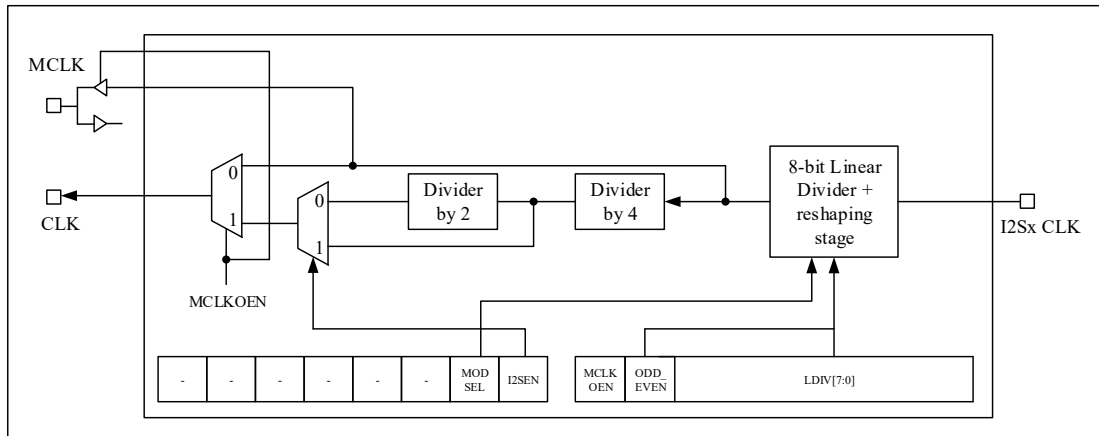 MCLK
CLK
0
1
0
1
Divider
by 2
Divider
by 4
8-bit Linear
Divider +
reshaping
stage
I2Sx CLK
MCLKOEN
-
-
-
-
-
-
MOD
SEL
I2SEN
MCLK
OEN
ODD_
EVEN
LDIV[7:0]